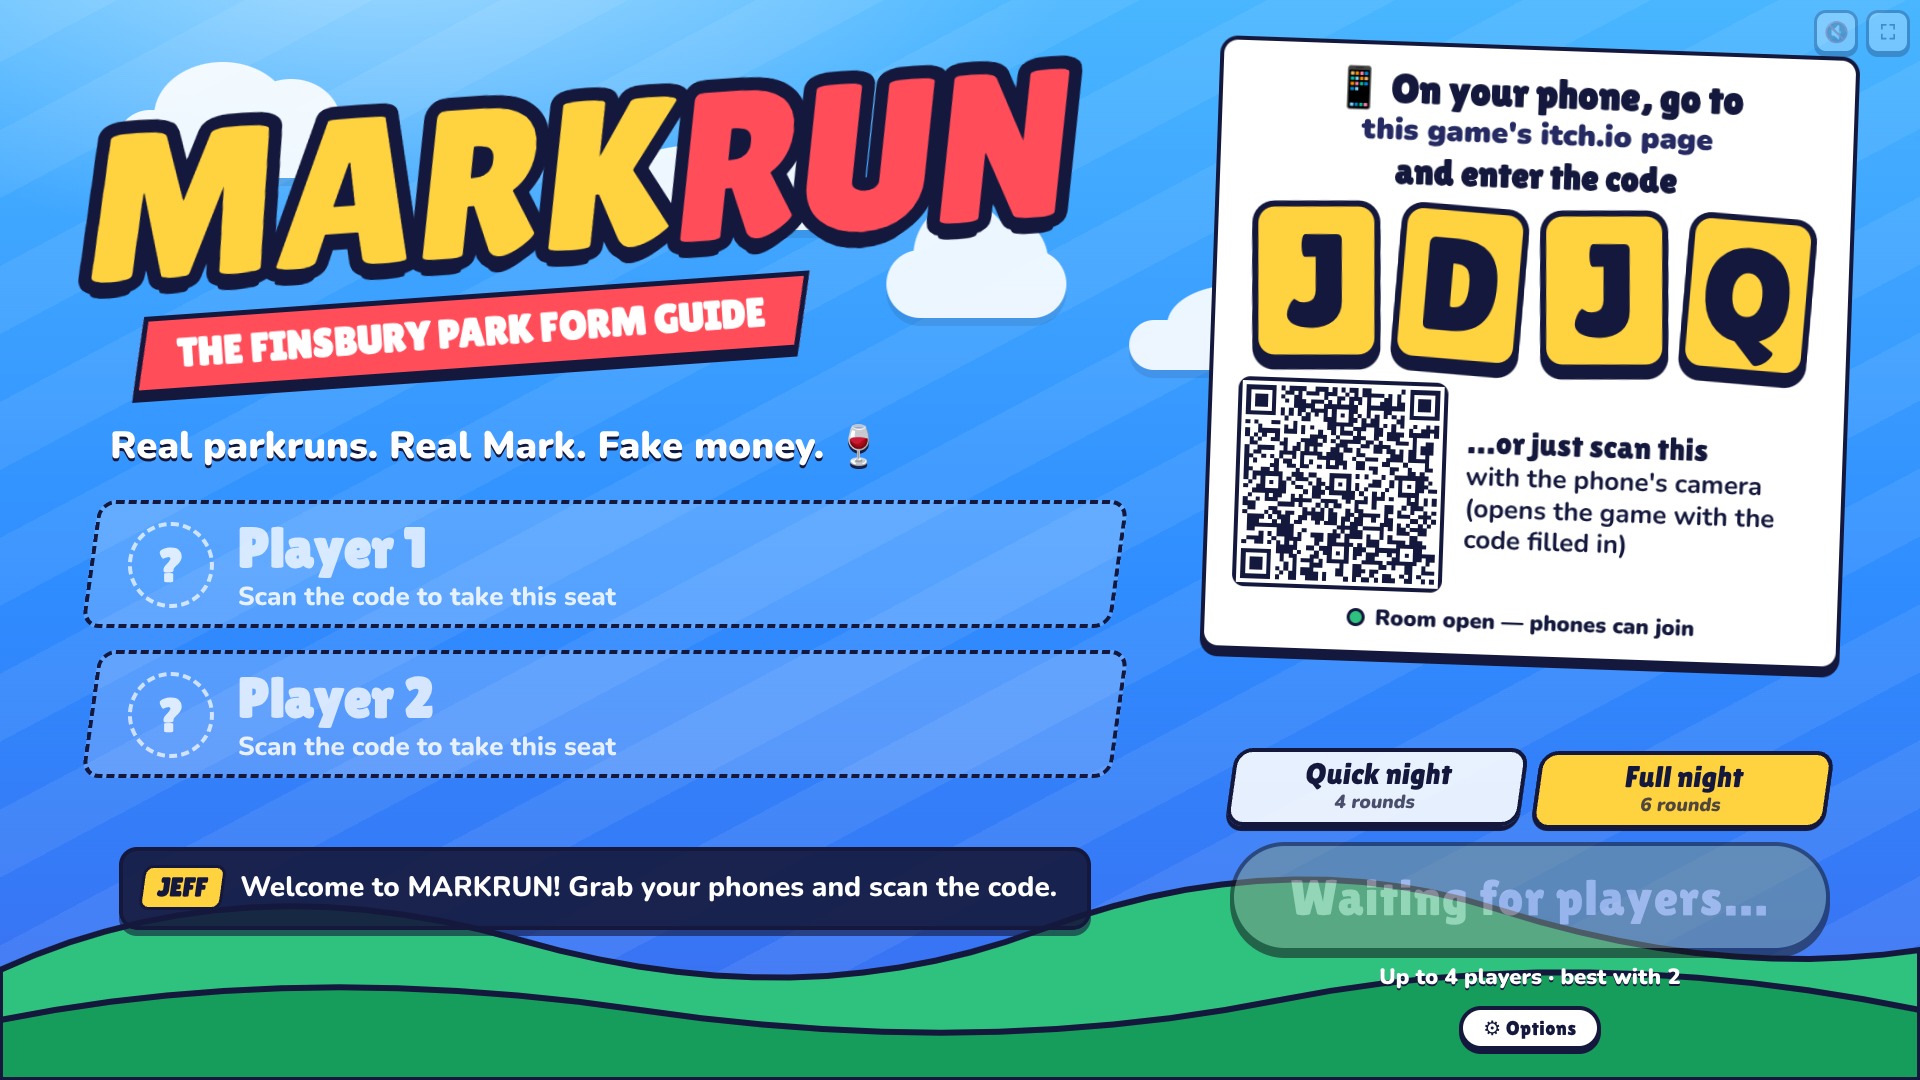 MARKRUN
THE FINSBURY PARK FORM GUIDE
Real parkruns. Real Mark. Fake money.
?
Player 1
Scan the code to take this seat
?
Player 2
Scan the code to take this seat
JEFF
Welcome to MARKRUN! Grab your phones and scan the code.
On your phone, go to
this game's itch.io page
and enter the code
J D J Q
...or just scan this
with the phone's camera
(opens the game with the
code filled in)
Room open — phones can join
Quick night
4 rounds
Full night
6 rounds
Waiting for players...
Up to 4 players · best with 2
⚙ Options